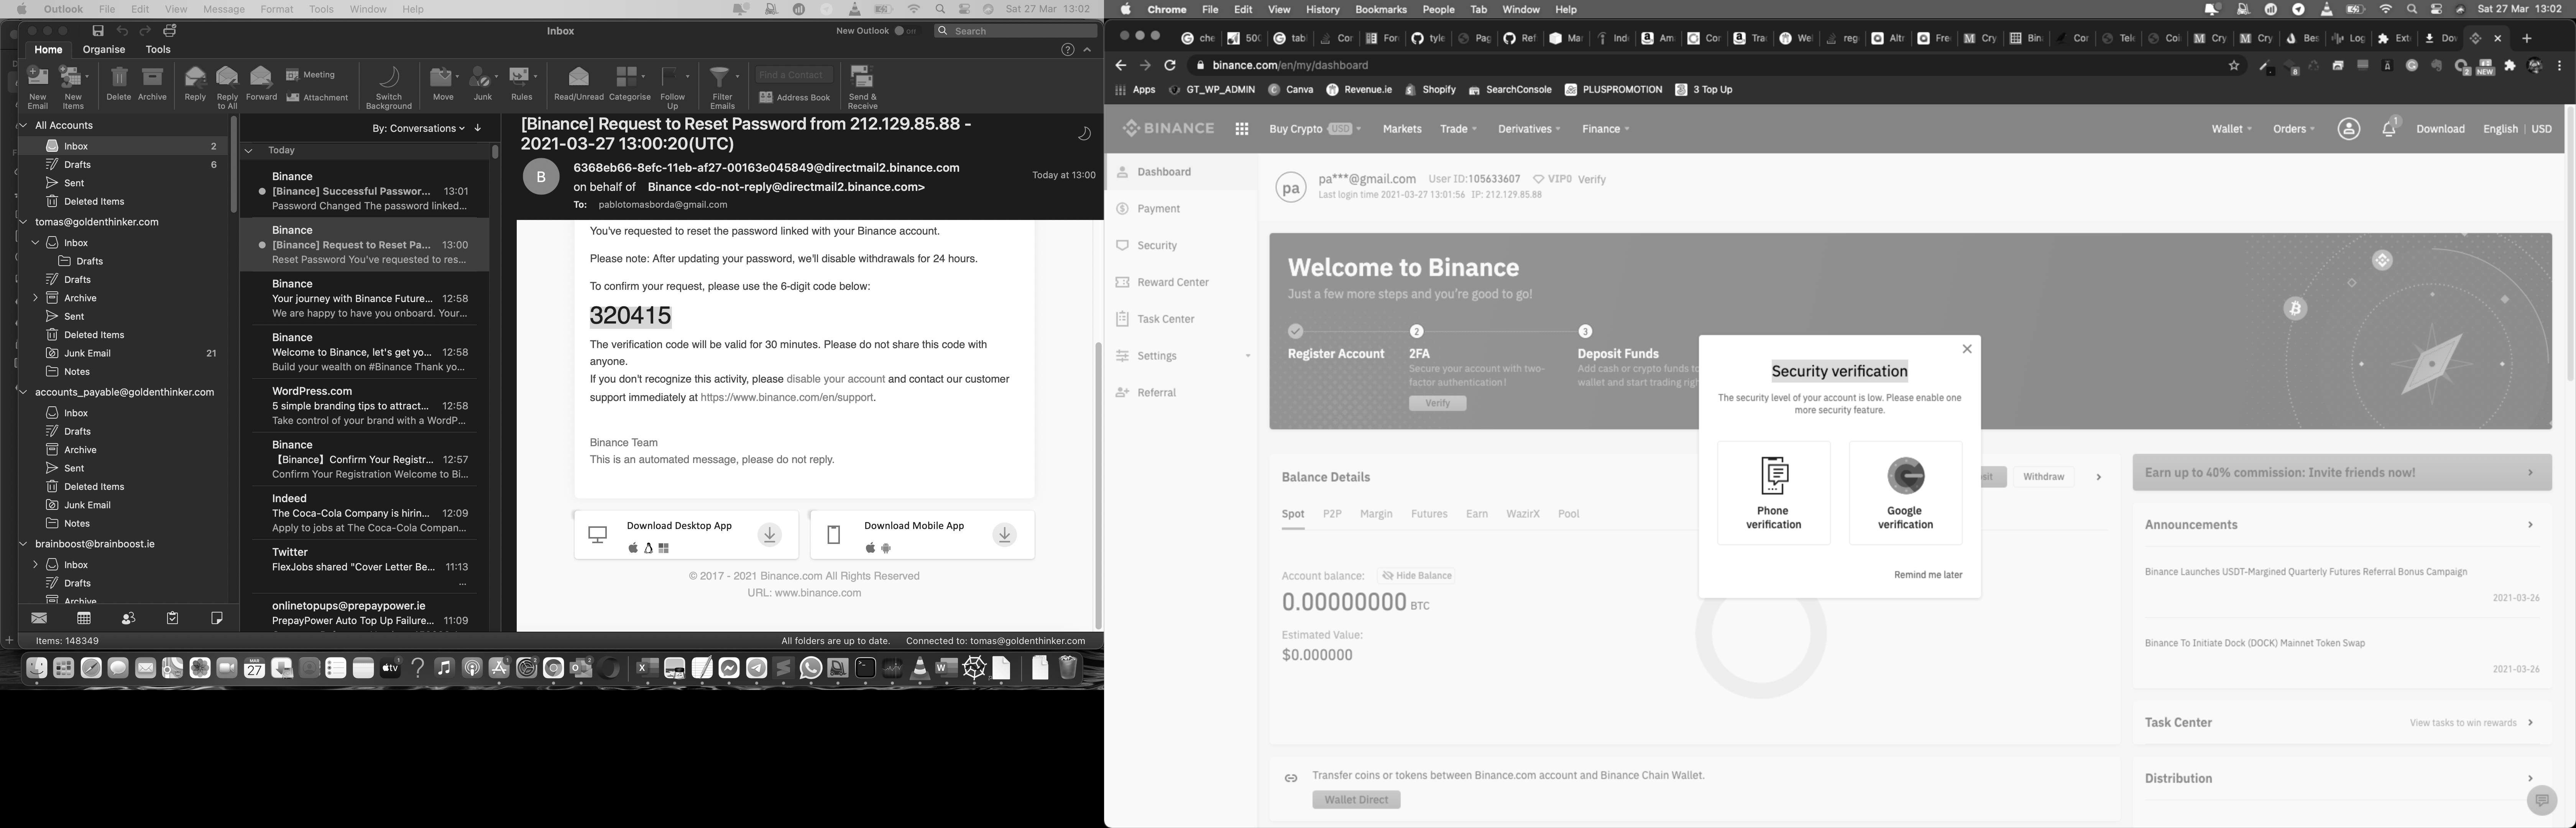 Outlook File Edit View Message Format Tools Window Help Sat 27 Mar 13:02
Inbox
New Outlook
Search
Home Organise Tools
New Email
New Items
Delete
Archive
Reply
Reply to All
Forward
Meeting
Attachment
Switch Background
Move
Junk
Rules
Read/Unread
Categorise
Follow Up
Filter Emails
Find a Contact
Address Book
Send & Receive
All Accounts
Inbox 2
Drafts 6
Sent
Deleted Items
tomas@goldenthinker.com
Inbox
Drafts
Drafts
Archive
Sent
Deleted Items
Junk Email 21
Notes
accounts_payable@goldenthinker.com
Inbox
Drafts
Archive
Sent
Deleted Items
Junk Email
Notes
brainboost@brainboost.ie
Inbox
Drafts
Archive
Items: 148349
By: Conversations
Today
Binance
[Binance] Successful Passwor... 13:01
Password Changed The password linked...
Binance
[Binance] Request to Reset Pa... 13:00
Reset Password You've requested to res...
Binance
Your journey with Binance Future... 12:58
We are happy to have you onboard. Your...
Binance
Welcome to Binance, let's get yo... 12:58
Build your wealth on #Binance Thank yo...
WordPress.com
5 simple branding tips to attract... 12:58
Take control of your brand with a WordP...
Binance
【Binance】Confirm Your Registr... 12:57
Confirm Your Registration Welcome to Bi...
Indeed
The Coca-Cola Company is hirin... 12:09
Apply to jobs at The Coca-Cola Compan...
Twitter
FlexJobs shared "Cover Letter Be... 11:13
...
onlinetopups@prepaypower.ie
PrepayPower Auto Top Up Failure... 11:09
[Binance] Request to Reset Password from 212.129.85.88 -
2021-03-27 13:00:20(UTC)
B
6368eb66-8efc-11eb-af27-00163e045849@directmail2.binance.com
on behalf of Binance <do-not-reply@directmail2.binance.com>
Today at 13:00
To: pablotomasborda@gmail.com
You've requested to reset the password linked with your Binance account.
Please note: After updating your password, we'll disable withdrawals for 24 hours.
To confirm your request, please use the 6-digit code below:
320415
The verification code will be valid for 30 minutes. Please do not share this code with
anyone.
If you don't recognize this activity, please disable your account and contact our customer
support immediately at https://www.binance.com/en/support.
Binance Team
This is an automated message, please do not reply.
Download Desktop App
Download Mobile App
© 2017 - 2021 Binance.com All Rights Reserved
URL: www.binance.com
All folders are up to date. Connected to: tomas@goldenthinker.com
Chrome File Edit View History Bookmarks People Tab Window Help Sat 27 Mar 13:02
binance.com/en/my/dashboard
Apps GT_WP_ADMIN Canva Revenue.ie Shopify SearchConsole PLUSPROMOTION 3 Top Up
BINANCE
Buy Crypto USD Markets Trade Derivatives Finance
Wallet Orders 1 Download English | USD
Dashboard
Payment
Security
Reward Center
Task Center
Settings
Referral
pa
pa***@gmail.com User ID:105633607 VIP0 Verify
Last login time 2021-03-27 13:01:56 IP: 212.129.85.88
Welcome to Binance
Just a few more steps and you're good to go!
2 3
Register Account 2FA Deposit Funds
Secure your account with two-
factor authentication!
Add cash or crypto funds to
wallet and start trading righ
Verify
Security verification
The security level of your account is low. Please enable one
more security feature.
Phone
verification
Google
verification
Remind me later
Balance Details
sit Withdraw
Spot P2P Margin Futures Earn WazirX Pool
Account balance: Hide Balance
0.00000000 BTC
Estimated Value:
$0.000000
Transfer coins or tokens between Binance.com account and Binance Chain Wallet.
Wallet Direct
Earn up to 40% commission: Invite friends now!
Announcements
Binance Launches USDT-Margined Quarterly Futures Referral Bonus Campaign
2021-03-26
Binance To Initiate Dock (DOCK) Mainnet Token Swap
2021-03-26
Task Center View tasks to win rewards
Distribution